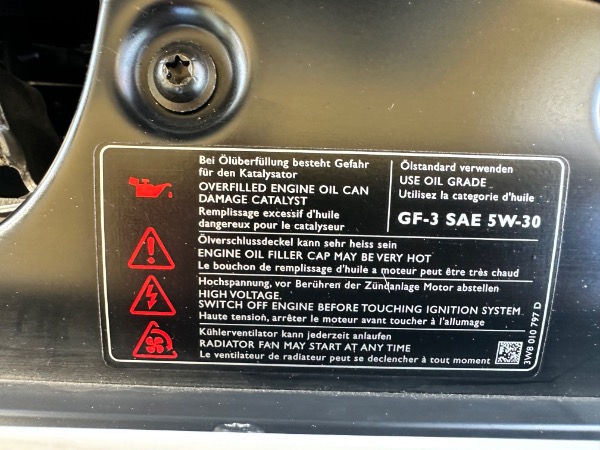 Bei Ölüberfüllung besteht Gefahr
für den Katalysator
OVERFILLED ENGINE OIL CAN
DAMAGE CATALYST
Remplissage excessif d'huile
dangereux pour le catalyseur
Ölstandard verwenden
USE OIL GRADE
Utilisez la categorie d'huile
GF-3 SAE 5W-30
Ölverschlussdeckel kann sehr heiss sein
ENGINE OIL FILLER CAP MAY BE VERY HOT
Le bouchon de remplissage d'huile a moteur peut être très chaud
Hochspannung, vor Berühren der Zündanlage Motor abstellen
HIGH VOLTAGE.
SWITCH OFF ENGINE BEFORE TOUCHING IGNITION SYSTEM
Haute tension, arrêter le moteur avant toucher à l'allumage
Kühlerventilator kann jederzeit anlaufen
RADIATOR FAN MAY START AT ANY TIME
Le ventilateur de radiateur peut se declencher à tout moment
3W8 010 797 D